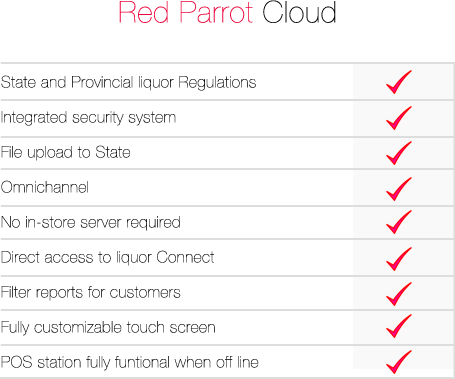 Red Parrot Cloud
State and Provincial liquor Regulations
Integrated security system
File upload to State
Omnichannel
No in-store server required
Direct access to liquor Connect
Filter reports for customers
Fully customizable touch screen
POS station fully funtional when off line